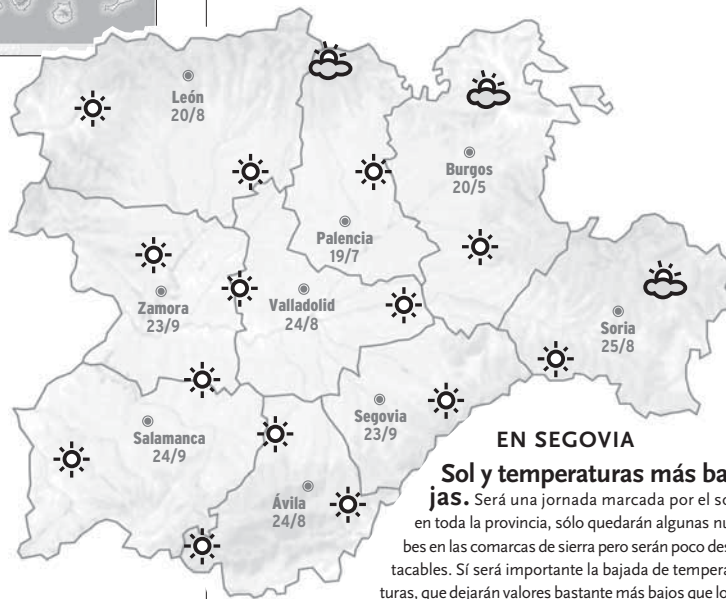 León
20/8
Burgos
20/5
Palencia
19/7
Zamora
23/9
Valladolid
24/8
Soria
25/8
Segovia
23/9
Salamanca
24/9
Ávila
24/8
EN SEGOVIA
Sol y temperaturas más ba
jas. Será una jornada marcada por el so
en toda la provincia, sólo quedarán algunas nu
bes en las comarcas de sierra pero serán poco des
tacables. Sí será importante la bajada de tempera
turas, que dejarán valores bastante más bajos que lo